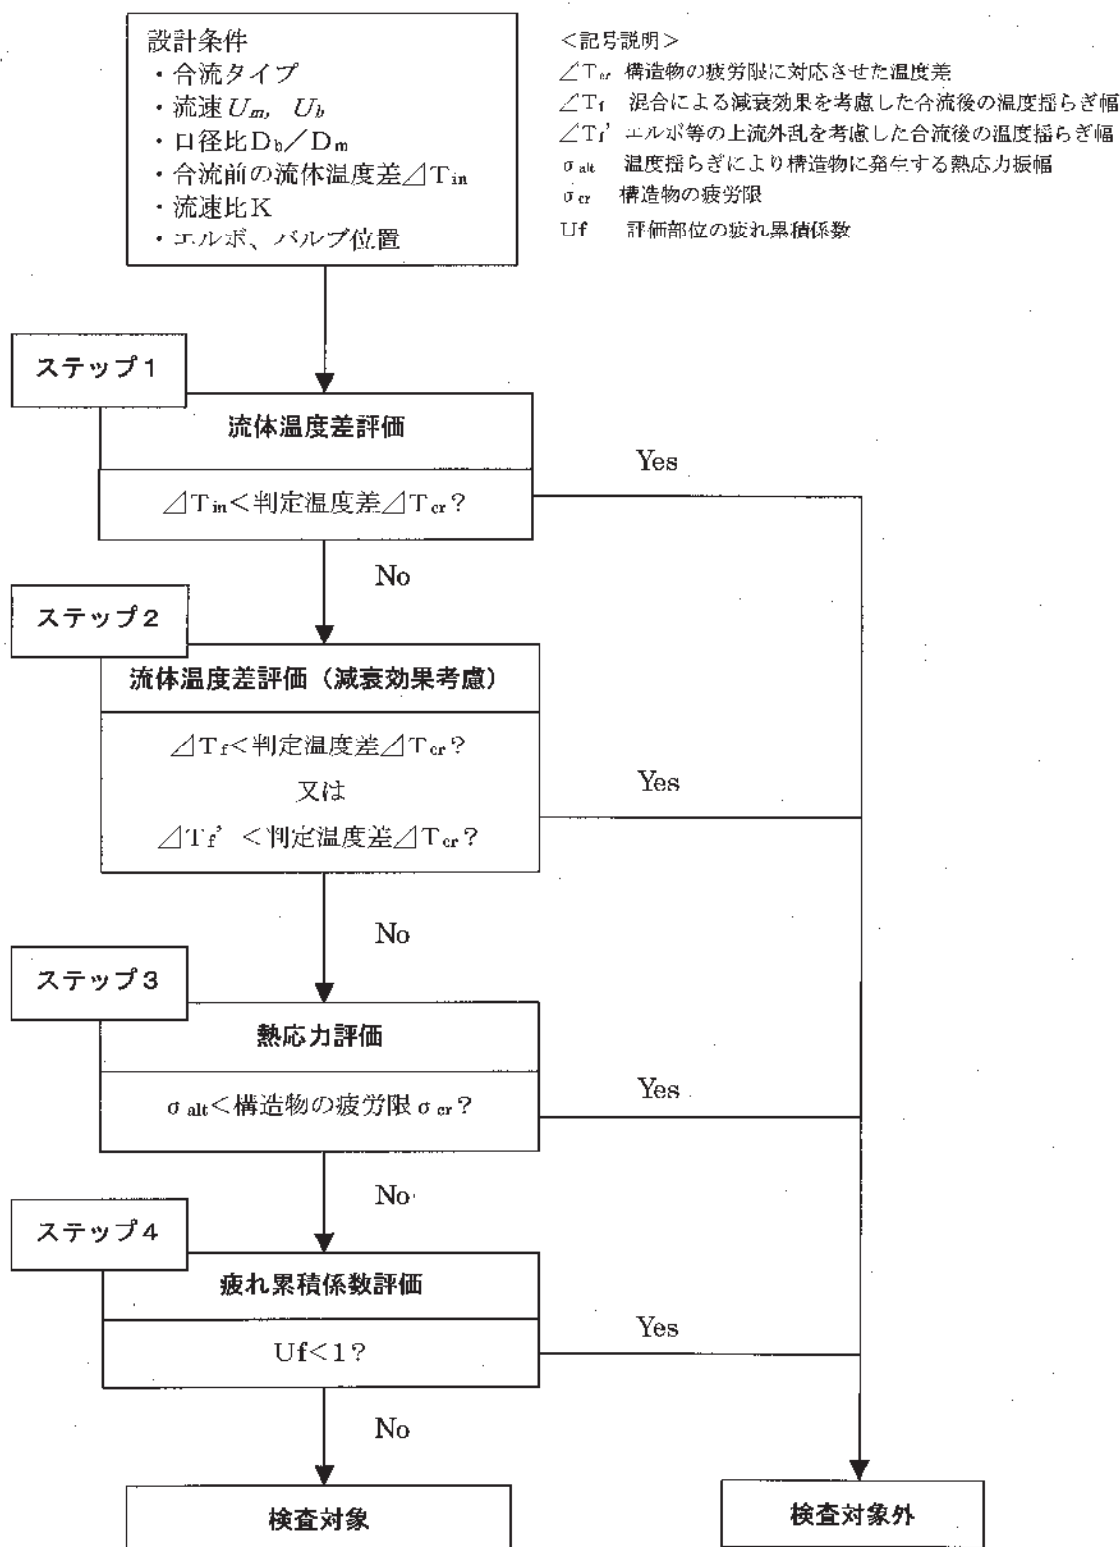 設計条件
・合流タイプ
・流速Um, Ub
・口径比Db／Dm
・合流前の流体温度差⊿Tin
・流速比K
・エルボ、バルブ位置
＜記号説明＞
⊿Tcr 構造物の疲労限に対応させた温度差
⊿Tf 混合による減衰効果を考慮した合流後の温度揺らぎ幅
⊿Tf’ エルボ等の上流外乱を考慮した合流後の温度揺らぎ幅
σalt 温度揺らぎにより構造物に発生する熱応力振幅
σcr 構造物の疲労限
Uf 評価部位の疲れ累積係数
ステップ１
流体温度差評価
⊿Tin＜判定温度差⊿Tcr？
Yes
No
ステップ２
流体温度差評価（減衰効果考慮）
⊿Tf＜判定温度差⊿Tcr？
又は
⊿Tf’＜判定温度差⊿Tcr？
Yes
No
ステップ３
熱応力評価
σalt＜構造物の疲労限σcr？
Yes
No
ステップ４
疲れ累積係数評価
Uf＜1？
Yes
No
検査対象
検査対象外